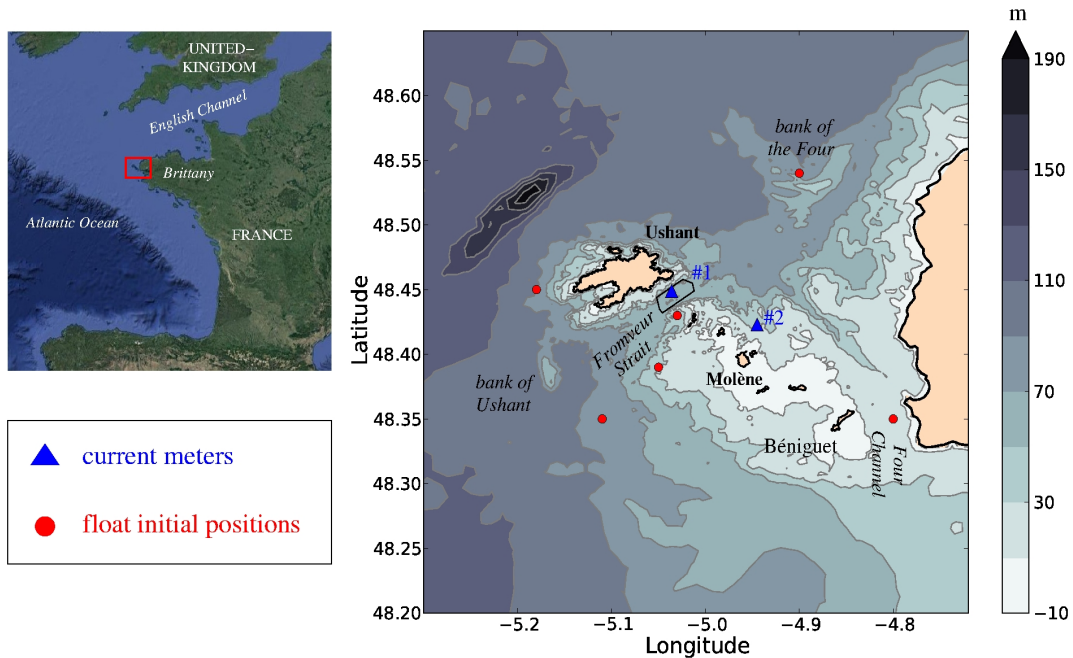 UNITED–
KINGDOM
English Channel
Brittany
Atlantic Ocean
FRANCE
current meters
float initial positions
48.60
48.55
48.50
48.45
48.40
48.35
48.30
48.25
48.20
Latitude
bank of
the Four
Ushant
#1
#2
Fromveur
Strait
bank of
Ushant
Molène
Béniguet
Four
Channel
−5.2
−5.1
−5.0
−4.9
−4.8
Longitude
m
190
150
110
70
30
−10